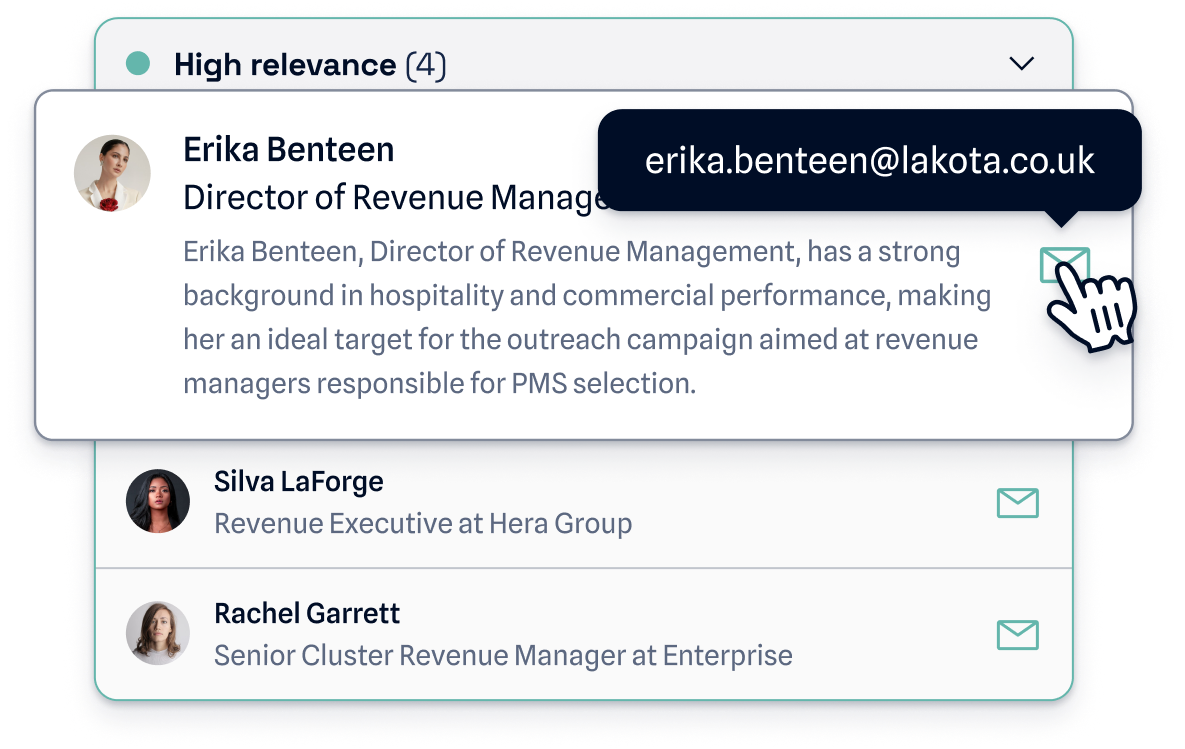 High relevance (4)
Erika Benteen
erika.benteen@lakota.co.uk
Director of Revenue Manage
Erika Benteen, Director of Revenue Management, has a strong
background in hospitality and commercial performance, making
her an ideal target for the outreach campaign aimed at revenue
managers responsible for PMS selection.
Silva LaForge
Revenue Executive at Hera Group
Rachel Garrett
Senior Cluster Revenue Manager at Enterprise